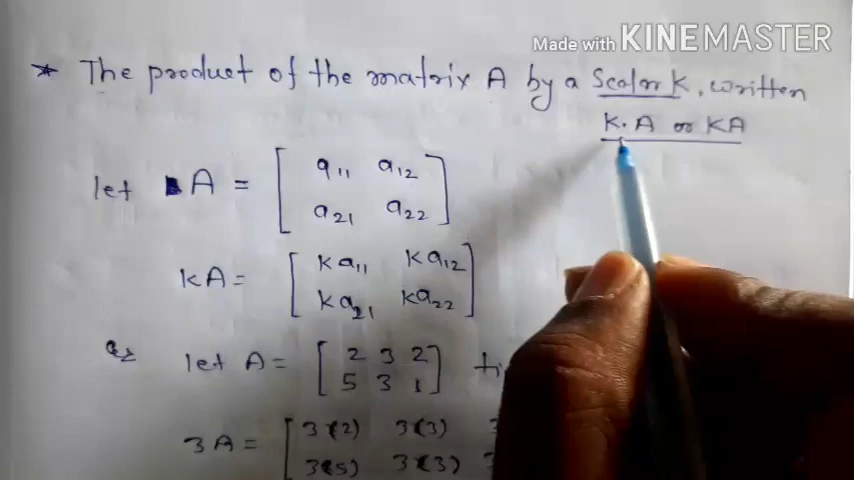 Made with KINEMASTER
* The product of the matrix A by a Scalar K, written
K.A or KA
let A = [ a11 a12
a21 a22 ]
kA = [ ka11 ka12
ka21 ka22 ]
let A = [ 2 3 2
5 3 1 ]
3A = [ 3(2) 3(3) 3
3(5) 3(3)